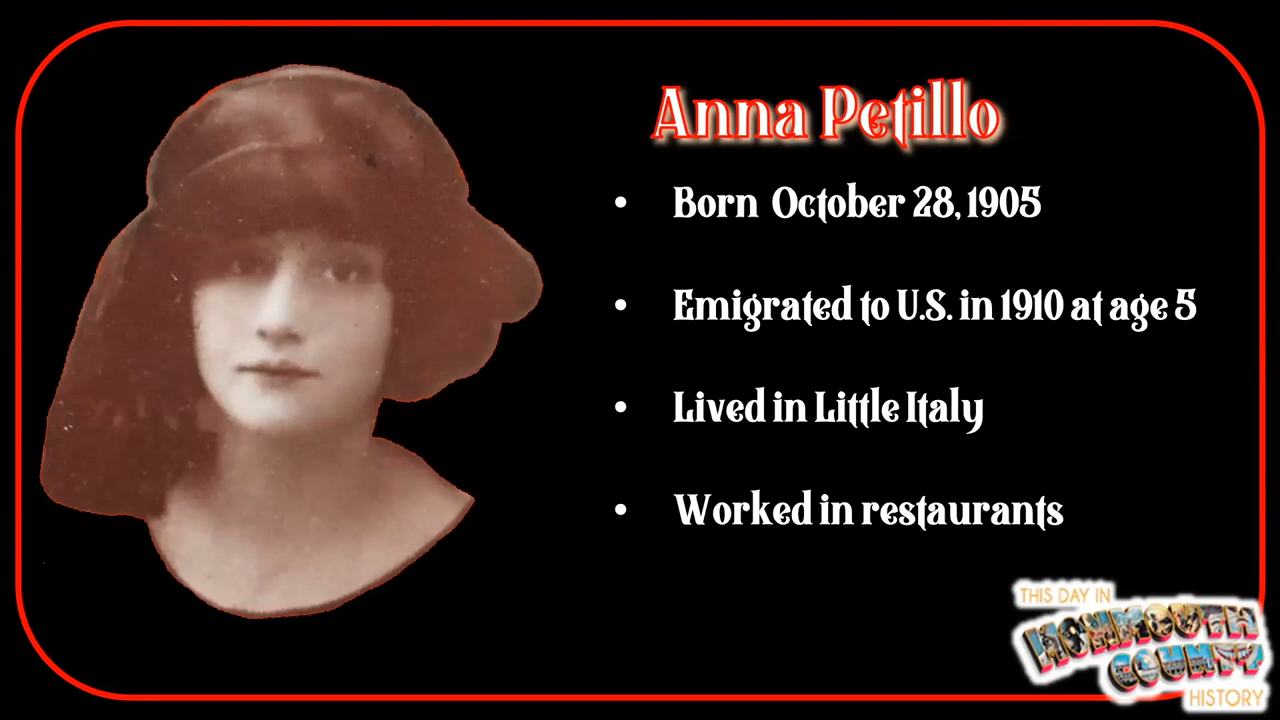 Anna Petillo
• Born October 28, 1905
• Emigrated to U.S. in 1910 at age 5
• Lived in Little Italy
• Worked in restaurants
THIS DAY IN
MONMOUTH
COUNTY
HISTORY